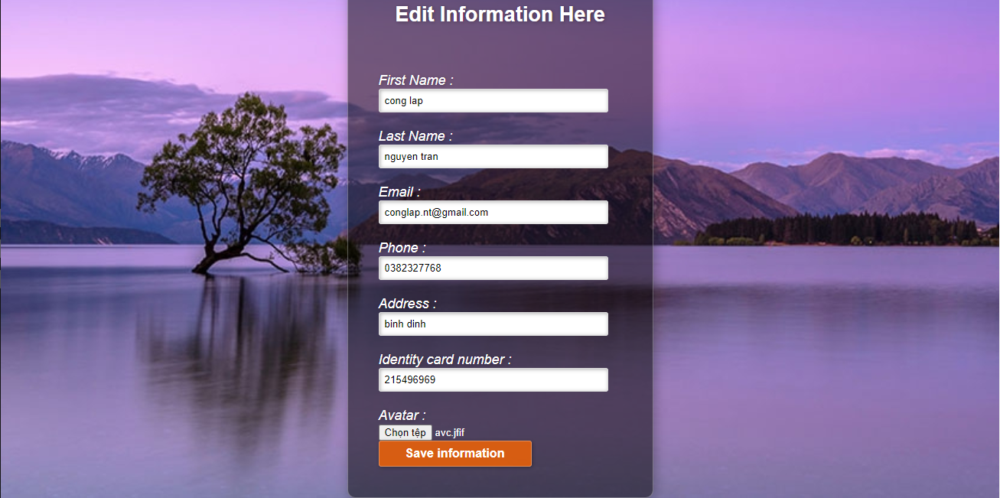 Edit Information Here
First Name :
cong lap
Last Name :
nguyen tran
Email :
conglap.nt@gmail.com
Phone :
0382327768
Address :
binh dinh
Identity card number :
215496969
Avatar :
Chọn tệp avc.jfif
Save information